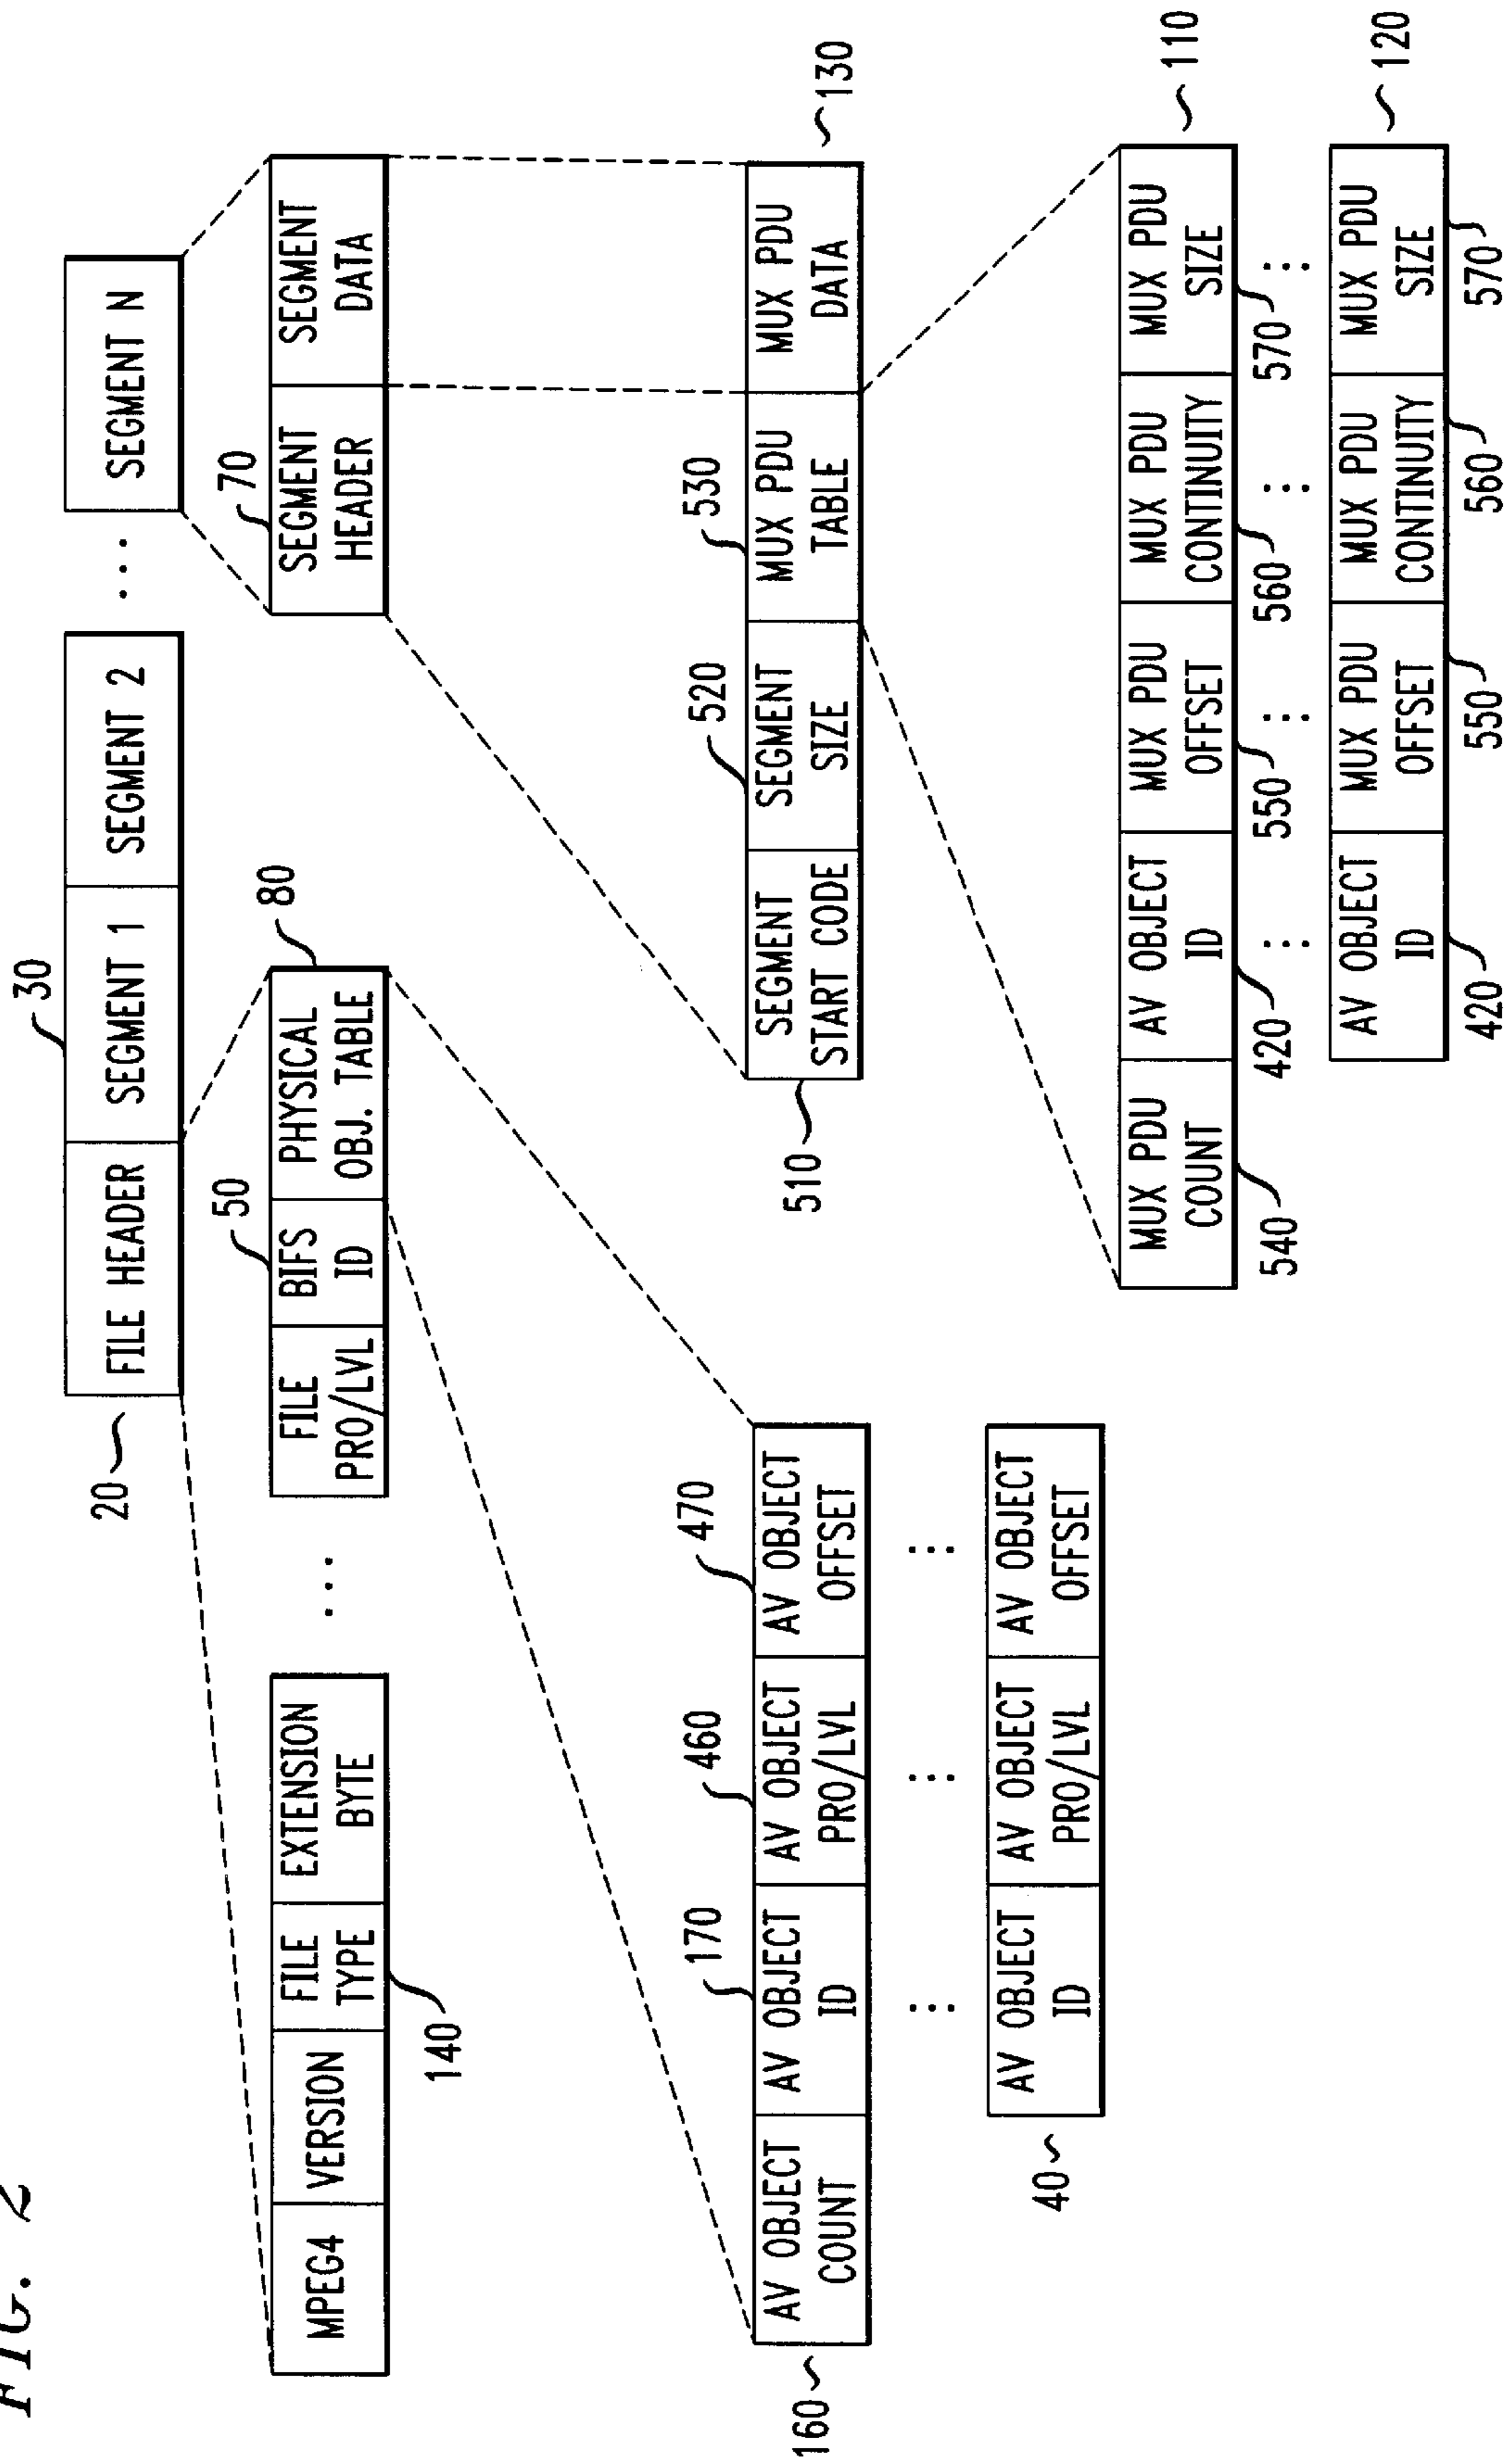 FIG. 2
30
FILE HEADER SEGMENT 1 SEGMENT 2 ... SEGMENT N
20
50
80
70
MPEG4 VERSION FILE TYPE EXTENSION BYTE ... FILE PRO/LVL BIFS ID PHYSICAL OBJ. TABLE
140
SEGMENT HEADER SEGMENT DATA
170
460
470
AV OBJECT COUNT AV OBJECT ID AV OBJECT PRO/LVL AV OBJECT OFFSET
160
AV OBJECT ID AV OBJECT PRO/LVL AV OBJECT OFFSET
40
520
530
SEGMENT START CODE SEGMENT SIZE MUX PDU TABLE MUX PDU DATA
130
510
MUX PDU COUNT AV OBJECT ID MUX PDU OFFSET MUX PDU CONTINUITY MUX PDU SIZE
110
540
420
550
560
570
AV OBJECT ID MUX PDU OFFSET MUX PDU CONTINUITY MUX PDU SIZE
120
420
550
560
570